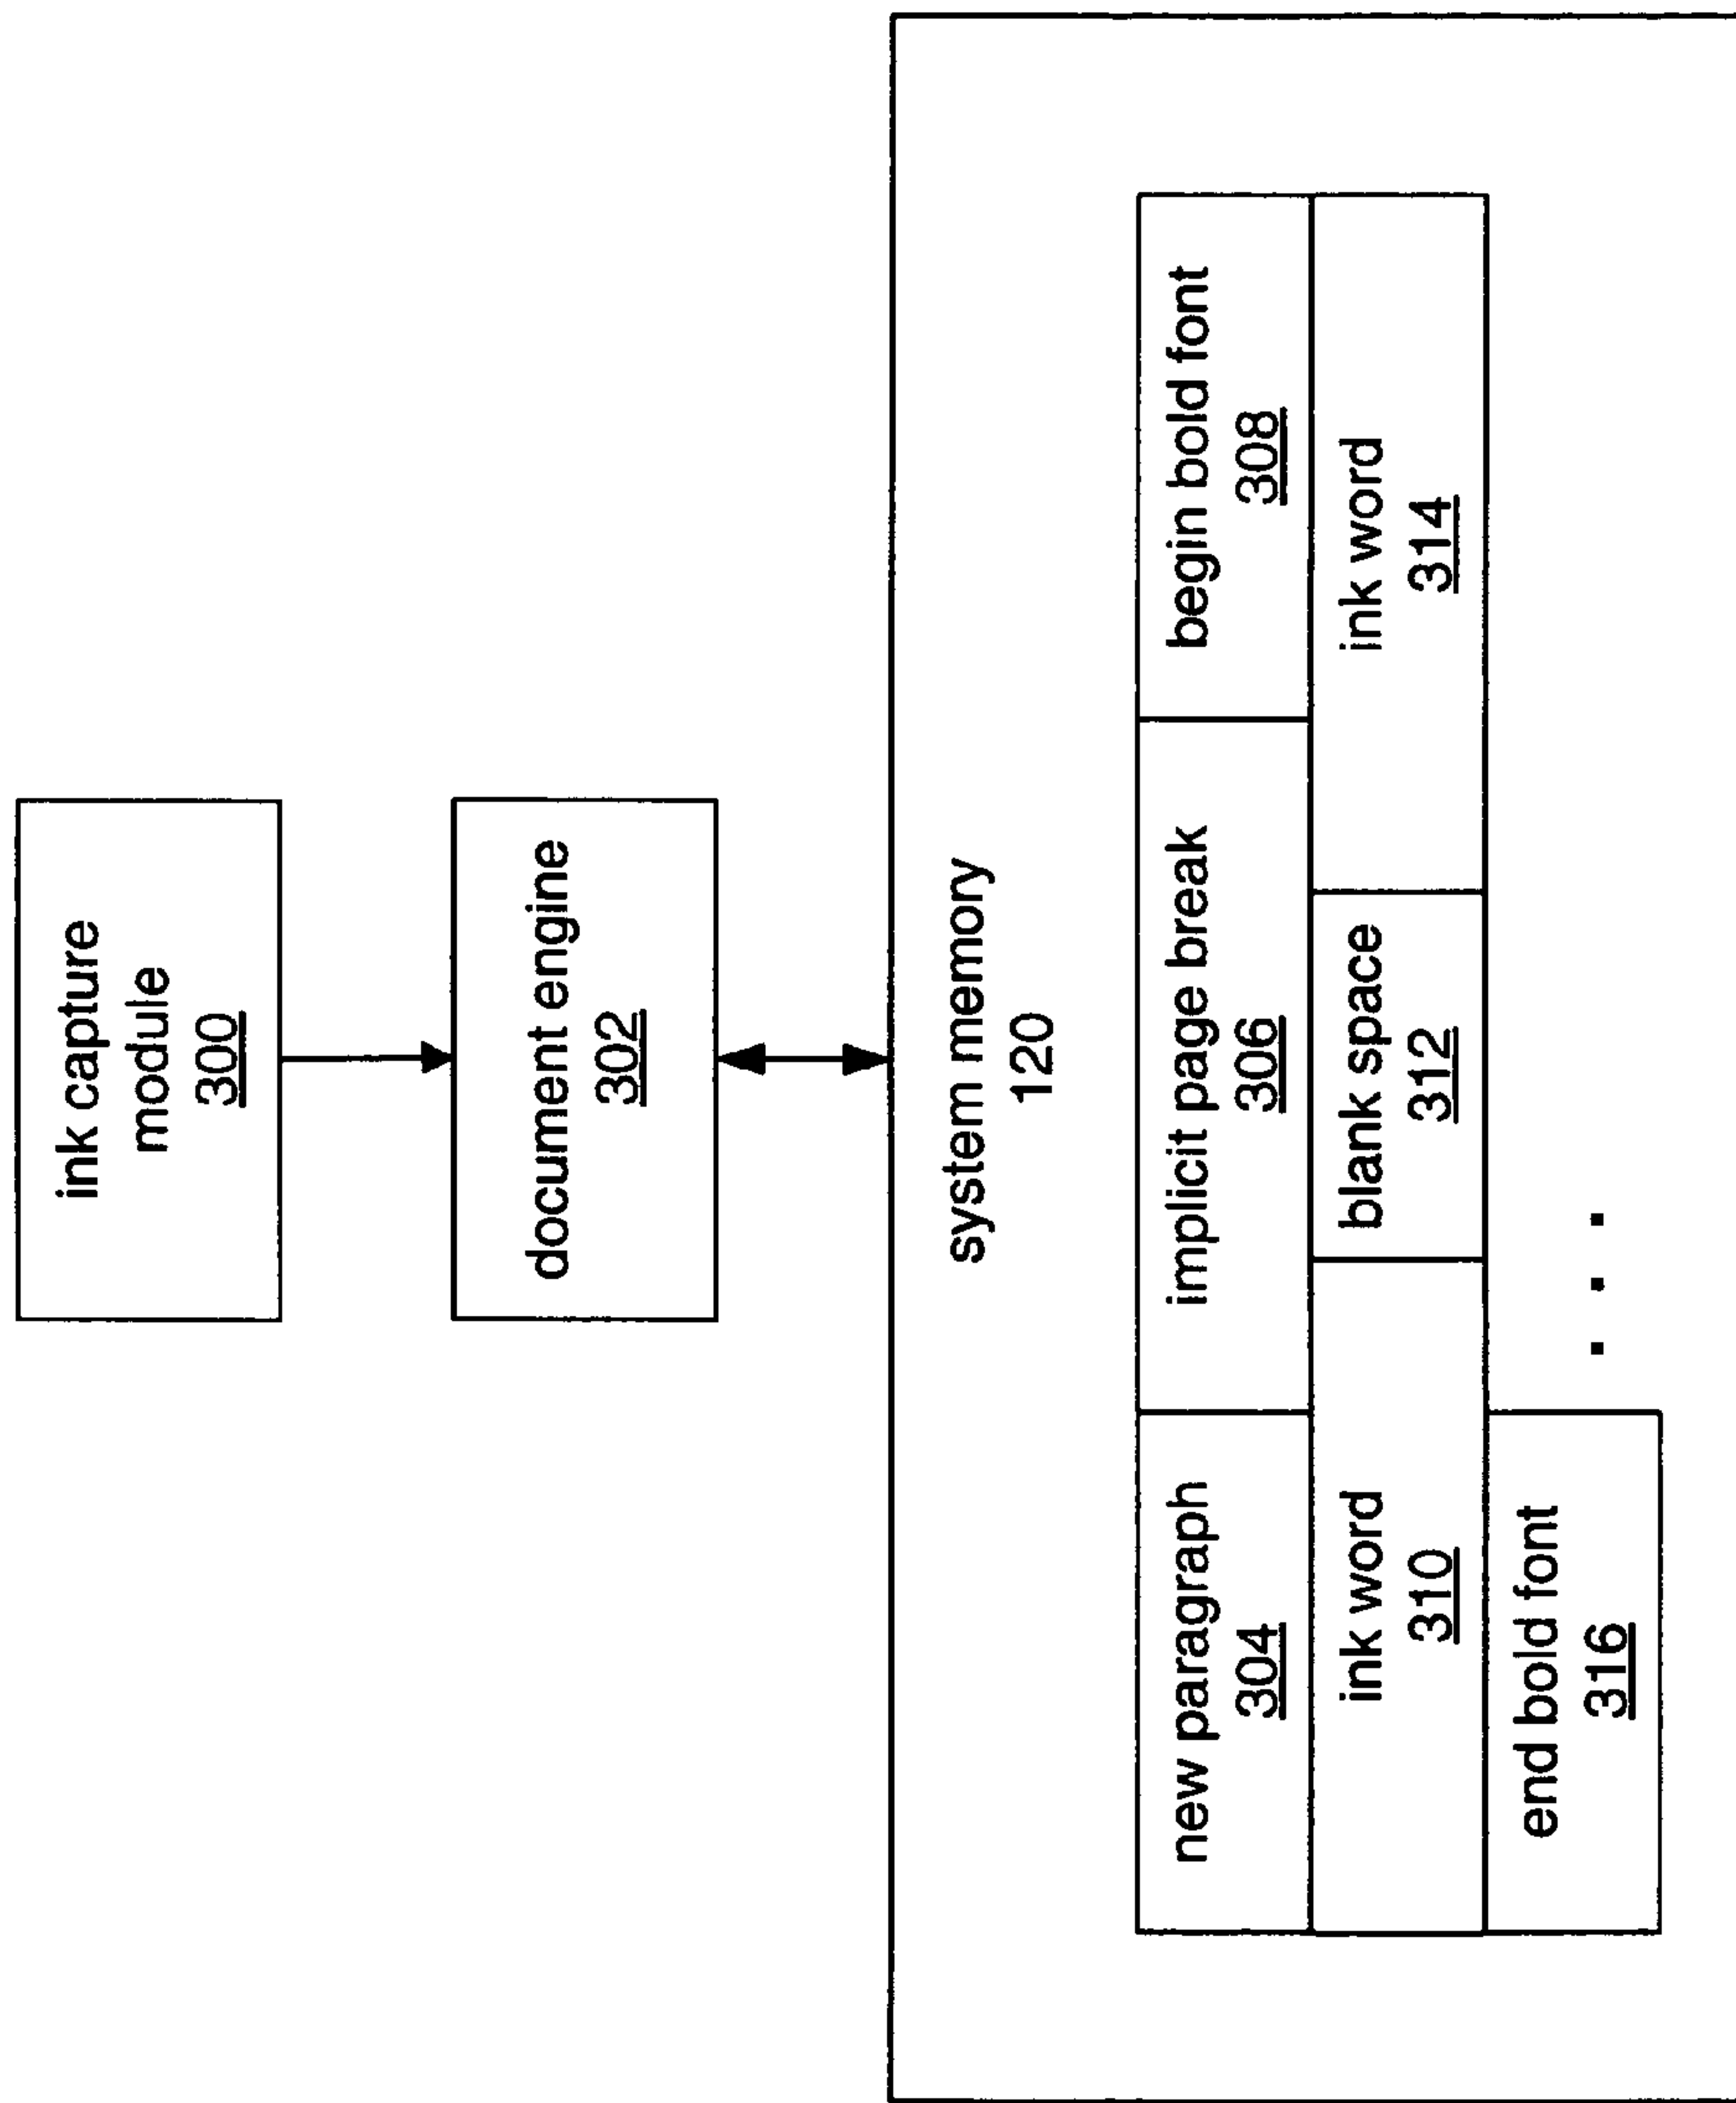 ink capture
module
300
document engine
302
system memory
120
new paragraph
304
implicit page break
306
begin bold font
308
ink word
310
blank space
312
ink word
314
end bold font
316
. . .